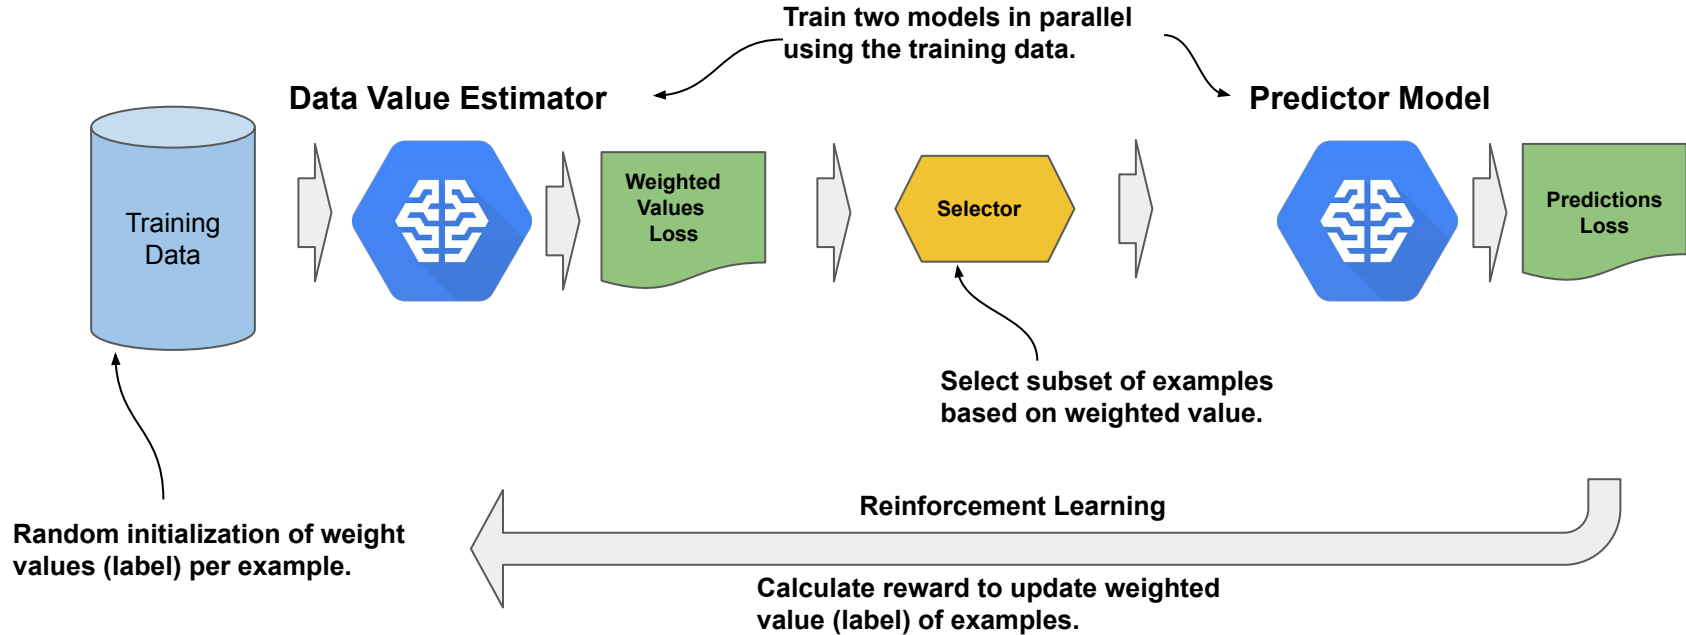 Train two models in parallel
using the training data.
Data Value Estimator
Predictor Model
Training
Data
Weighted
Values
Loss
Selector
Predictions
Loss
Select subset of examples
based on weighted value.
Reinforcement Learning
Random initialization of weight
values (label) per example.
Calculate reward to update weighted
value (label) of examples.